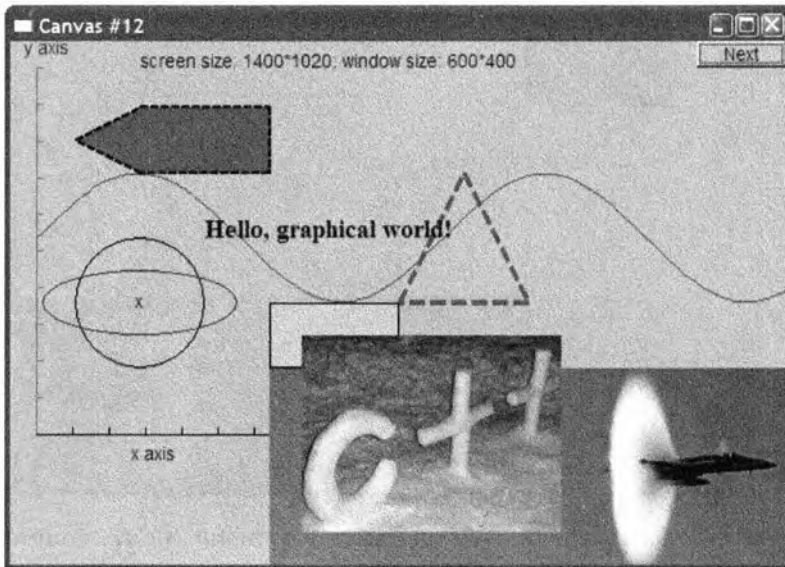 Canvas #12
y axis
screen size: 1400*1020; window size: 600*400
Next
Hello, graphical world!
x
x axis
C++